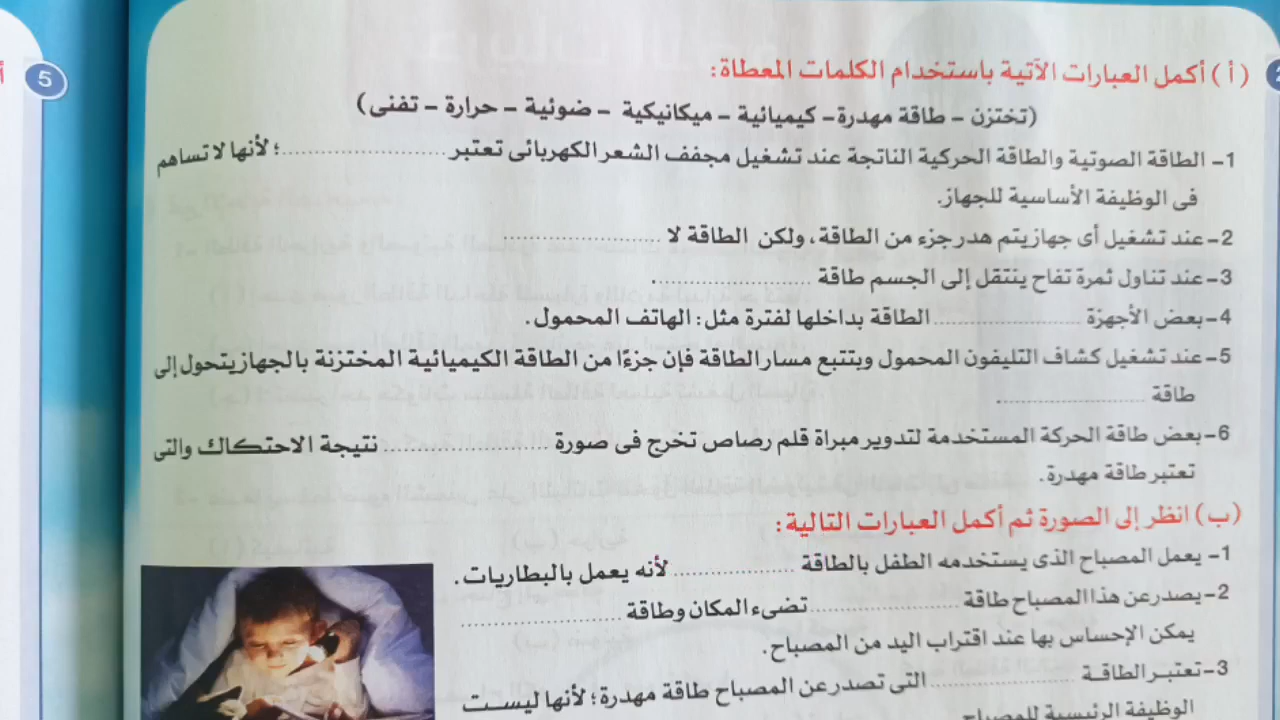 5
(أ) أكمل العبارات الآتية باستخدام الكلمات المعطاة:
(تختزن - طاقة مهدرة - كيميائية - ميكانيكية - ضوئية - حرارة - تفنى)
1- الطاقة الصوتية والطاقة الحركية الناتجة عند تشغيل مجفف الشعر الكهربائى تعتبر ......................؛ لأنها لا تساهم
فى الوظيفة الأساسية للجهاز.
2- عند تشغيل أى جهاز يتم هدر جزء من الطاقة، ولكن الطاقة لا ......................
3- عند تناول ثمرة تفاح ينتقل إلى الجسم طاقة ......................
4- بعض الأجهزة ...................... الطاقة بداخلها لفترة مثل: الهاتف المحمول.
5- عند تشغيل كشاف التليفون المحمول وبتتبع مسار الطاقة فإن جزءًا من الطاقة الكيميائية المختزنة بالجهاز يتحول إلى
طاقة ......................
6- بعض طاقة الحركة المستخدمة لتدوير مبراة قلم رصاص تخرج فى صورة ...................... نتيجة الاحتكاك والتى
تعتبر طاقة مهدرة.
(ب) انظر إلى الصورة ثم أكمل العبارات التالية:
1- يعمل المصباح الذى يستخدمه الطفل بالطاقة ...................... لأنه يعمل بالبطاريات.
2- يصدر عن هذا المصباح طاقة ...................... تضىء المكان وطاقة ......................
يمكن الإحساس بها عند اقتراب اليد من المصباح.
3- تعتبر الطاقة ...................... التى تصدر عن المصباح طاقة مهدرة؛ لأنها ليست
الوظيفة الرئيسية للمصباح